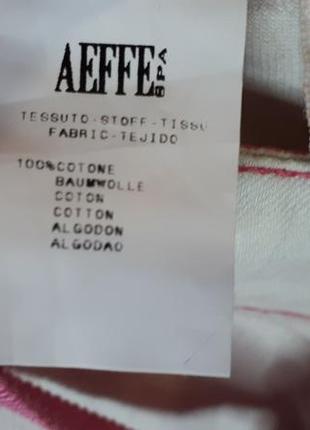 AEFFE SPA
TESSUTO-STOFF-TISSU
FABRIC-TEJIDO
100%COTONE
BAUMWOLLE
COTON
COTTON
ALGODON
ALGODAO